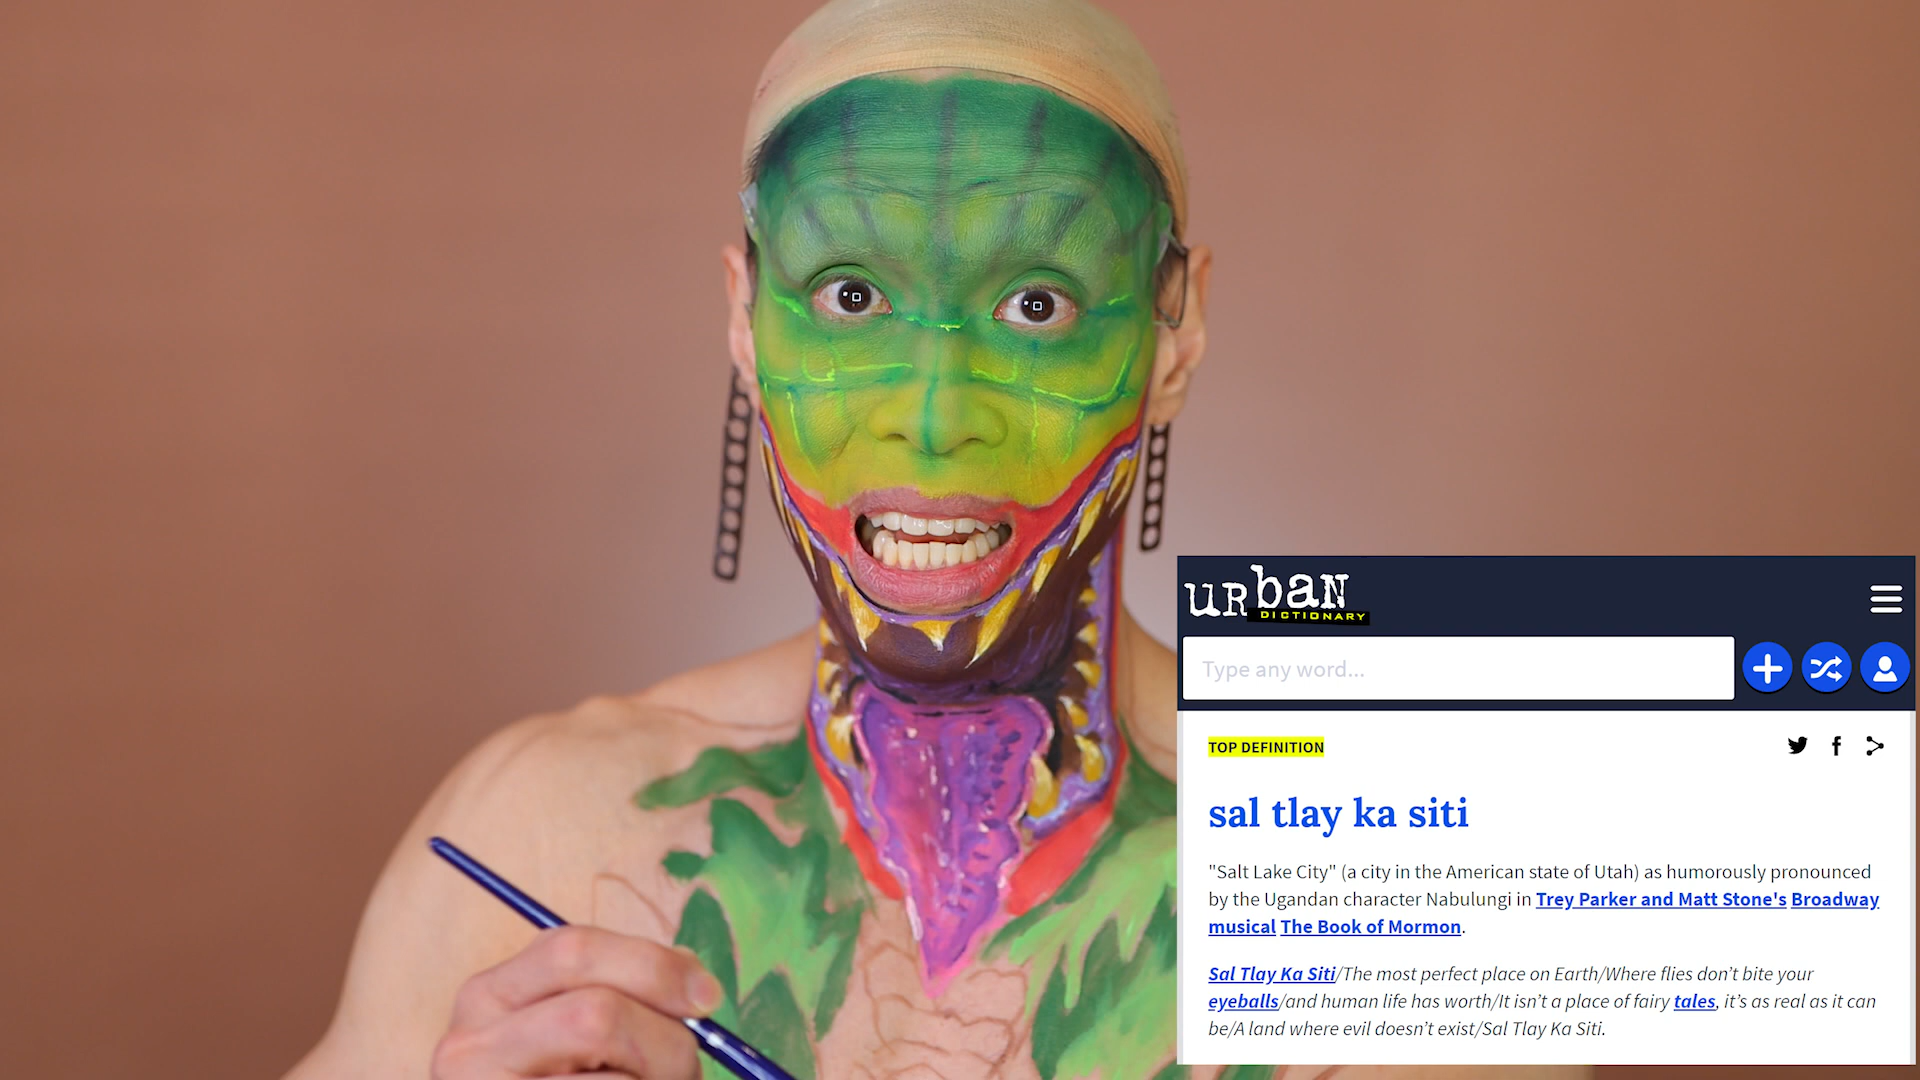 urban
DICTIONARY
Type any word...
TOP DEFINITION
sal tlay ka siti
"Salt Lake City" (a city in the American state of Utah) as humorously pronounced
by the Ugandan character Nabulungi in Trey Parker and Matt Stone's Broadway
musical The Book of Mormon.
Sal Tlay Ka Siti/The most perfect place on Earth/Where flies don't bite your
eyeballs/and human life has worth/It isn't a place of fairy tales, it's as real as it can
be/A land where evil doesn't exist/Sal Tlay Ka Siti.